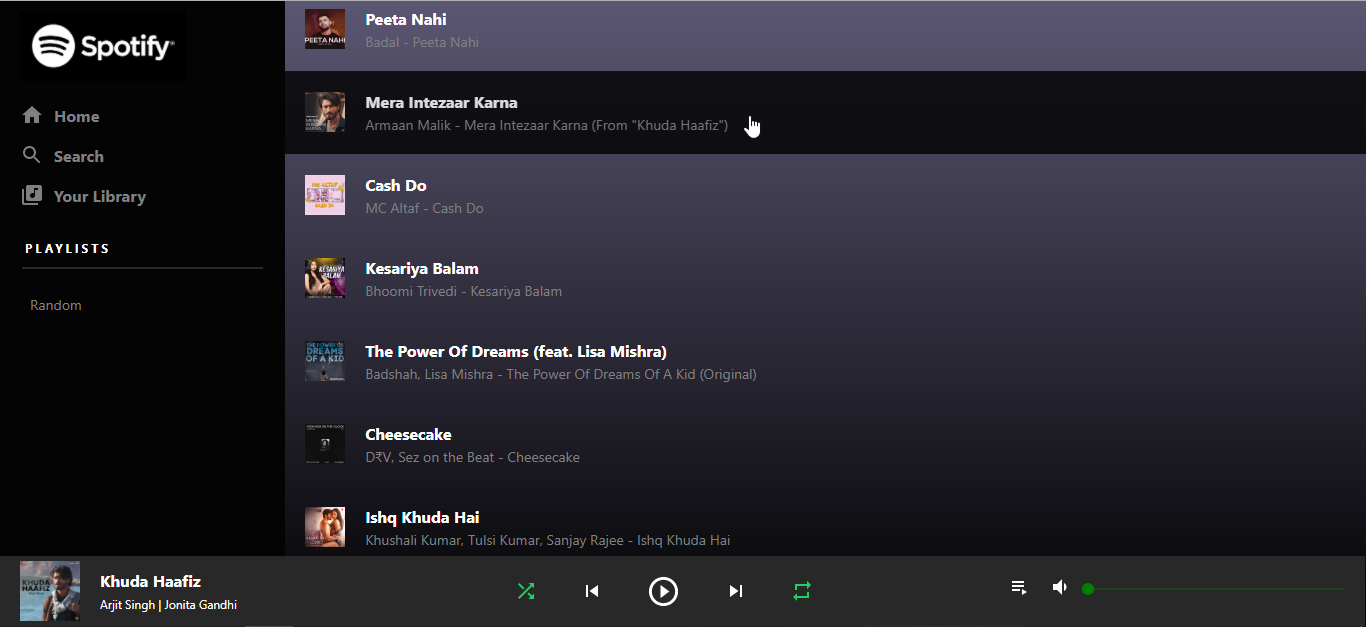 Spotify
Home
Search
Your Library
PLAYLISTS
Random
PEETA NAHI
Peeta Nahi
Badal - Peeta Nahi
Mera Intezaar Karna
Armaan Malik - Mera Intezaar Karna (From "Khuda Haafiz")
Cash Do
MC Altaf - Cash Do
KESARIYA
BALAM
Kesariya Balam
Bhoomi Trivedi - Kesariya Balam
THE POWER OF
DREAMS
OF A KID
The Power Of Dreams (feat. Lisa Mishra)
Badshah, Lisa Mishra - The Power Of Dreams Of A Kid (Original)
Cheesecake
D₹V, Sez on the Beat - Cheesecake
Ishq Khuda Hai
Khushali Kumar, Tulsi Kumar, Sanjay Rajee - Ishq Khuda Hai
KHUDA
HAAFIZ
Khuda Haafiz
Arjit Singh | Jonita Gandhi